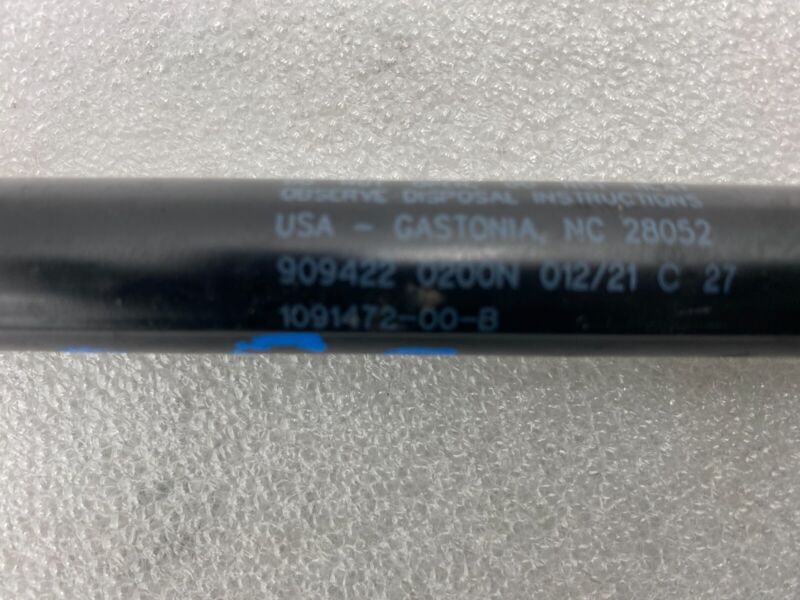 OBSERVE DISPOSAL INSTRUCTIONS
USA - GASTONIA, NC 28052
909422 0200N 012/21 C 27
1091472-00-B